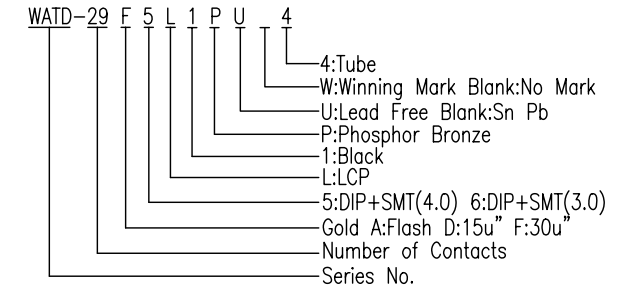 WATD-29 F 5 L 1 P U _ 4
4:Tube
W:Winning Mark Blank:No Mark
U:Lead Free Blank:Sn Pb
P:Phosphor Bronze
1:Black
L:LCP
5:DIP+SMT(4.0) 6:DIP+SMT(3.0)
Gold A:Flash D:15u" F:30u"
Number of Contacts
Series No.